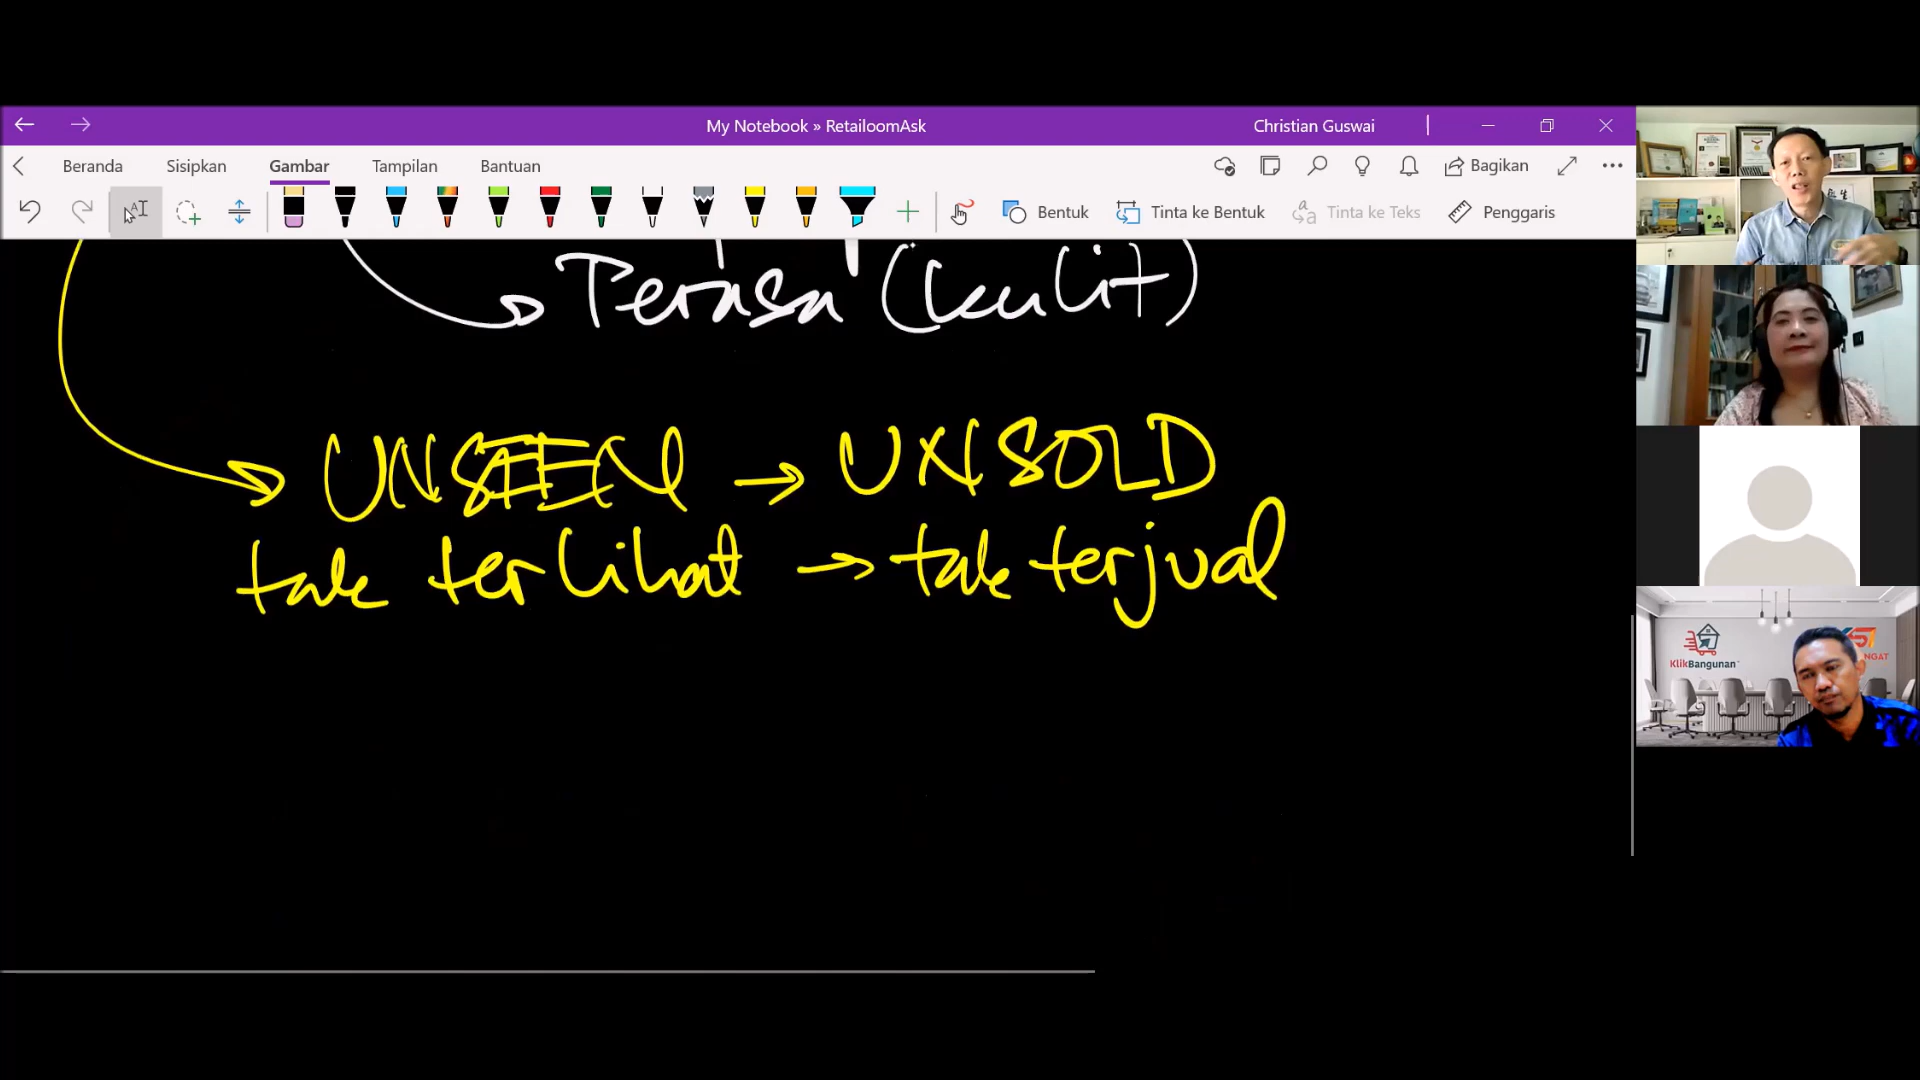 My Notebook » RetailoomAsk
Christian Guswai
Beranda
Sisipkan
Gambar
Tampilan
Bantuan
Bagikan
Bentuk
Tinta ke Bentuk
Tinta ke Teks
Penggaris
Terasa (kulit)
UNSEEN → UNSOLD
tak terlihat → tak terjual
KlikBangunan